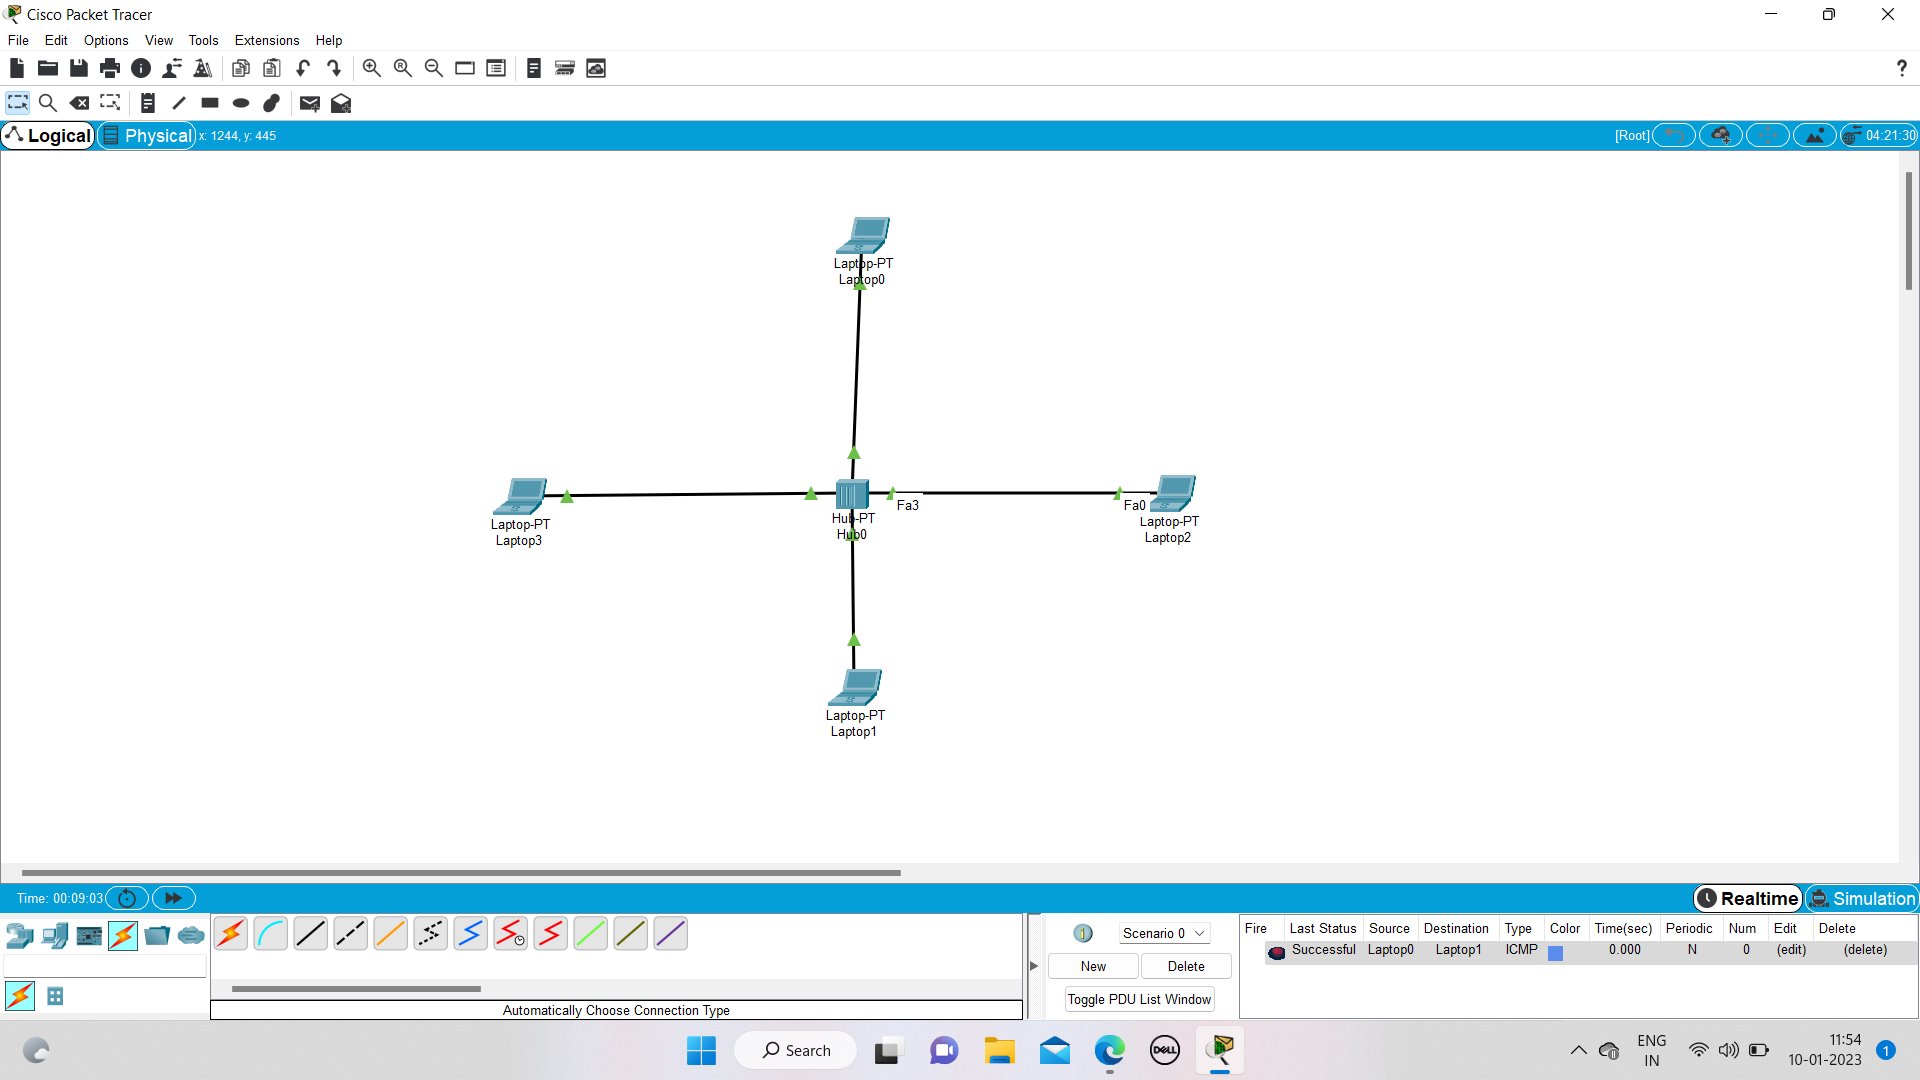 Cisco Packet Tracer
File Edit Options View Tools Extensions Help
?
Logical Physical x: 1244, y: 445 [Root] 04:21:30
Laptop-PT
Laptop0
Laptop-PT
Laptop3
Hub-PT
Hub0
Fa3
Fa0
Laptop-PT
Laptop2
Laptop-PT
Laptop1
Time: 00:09:03 Realtime Simulation
Scenario 0
New Delete
Toggle PDU List Window
Fire Last Status Source Destination Type Color Time(sec) Periodic Num Edit Delete
Successful Laptop0 Laptop1 ICMP 0.000 N 0 (edit) (delete)
Automatically Choose Connection Type
Search
DELL
ENG
IN
11:54
10-01-2023
1